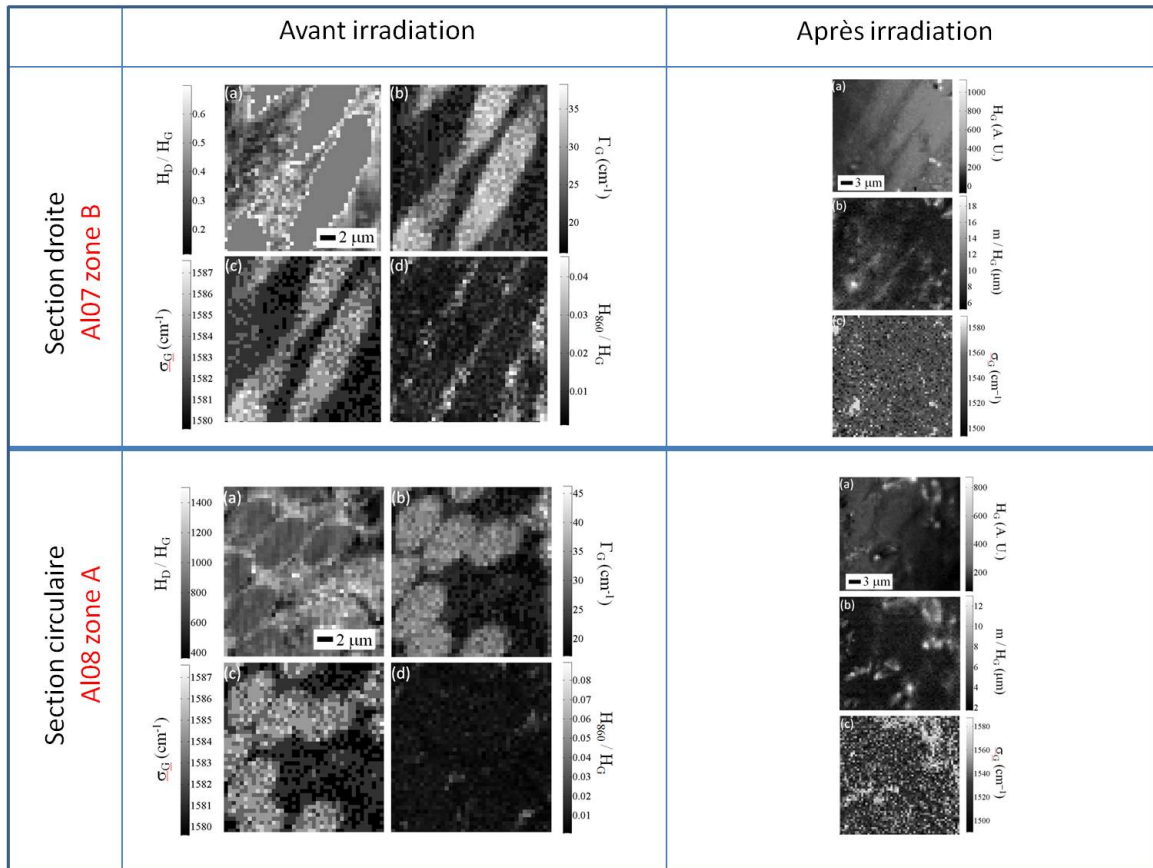 Avant irradiation
Après irradiation
Section droite
Al07 zone B
0.6
0.5
0.4
0.3
0.2
H_D / H_G
(a)
2 μm
(b)
35
30
25
20
Γ_G (cm⁻¹)
1587
1586
1585
1584
1583
1582
1581
1580
σ_G (cm⁻¹)
(c)
(d)
0.04
0.03
0.02
0.01
H₈₆₀ / H_G
(a)
3 μm
1000
800
600
400
200
0
H_G (A. U.)
(b)
18
16
14
12
10
8
6
m / H_G (μm)
(c)
1580
1560
1540
1520
1500
σ_G (cm⁻¹)
Section circulaire
Al08 zone A
1400
1200
1000
800
600
400
H_D / H_G
(a)
2 μm
(b)
45
40
35
30
25
20
Γ_G (cm⁻¹)
1587
1586
1585
1584
1583
1582
1581
1580
σ_G (cm⁻¹)
(c)
(d)
0.08
0.07
0.06
0.05
0.04
0.03
0.02
0.01
H₈₆₀ / H_G
(a)
3 μm
800
600
400
200
H_G (A. U.)
(b)
12
10
8
6
4
2
m / H_G (μm)
(c)
1580
1560
1540
1520
1500
σ_G (cm⁻¹)